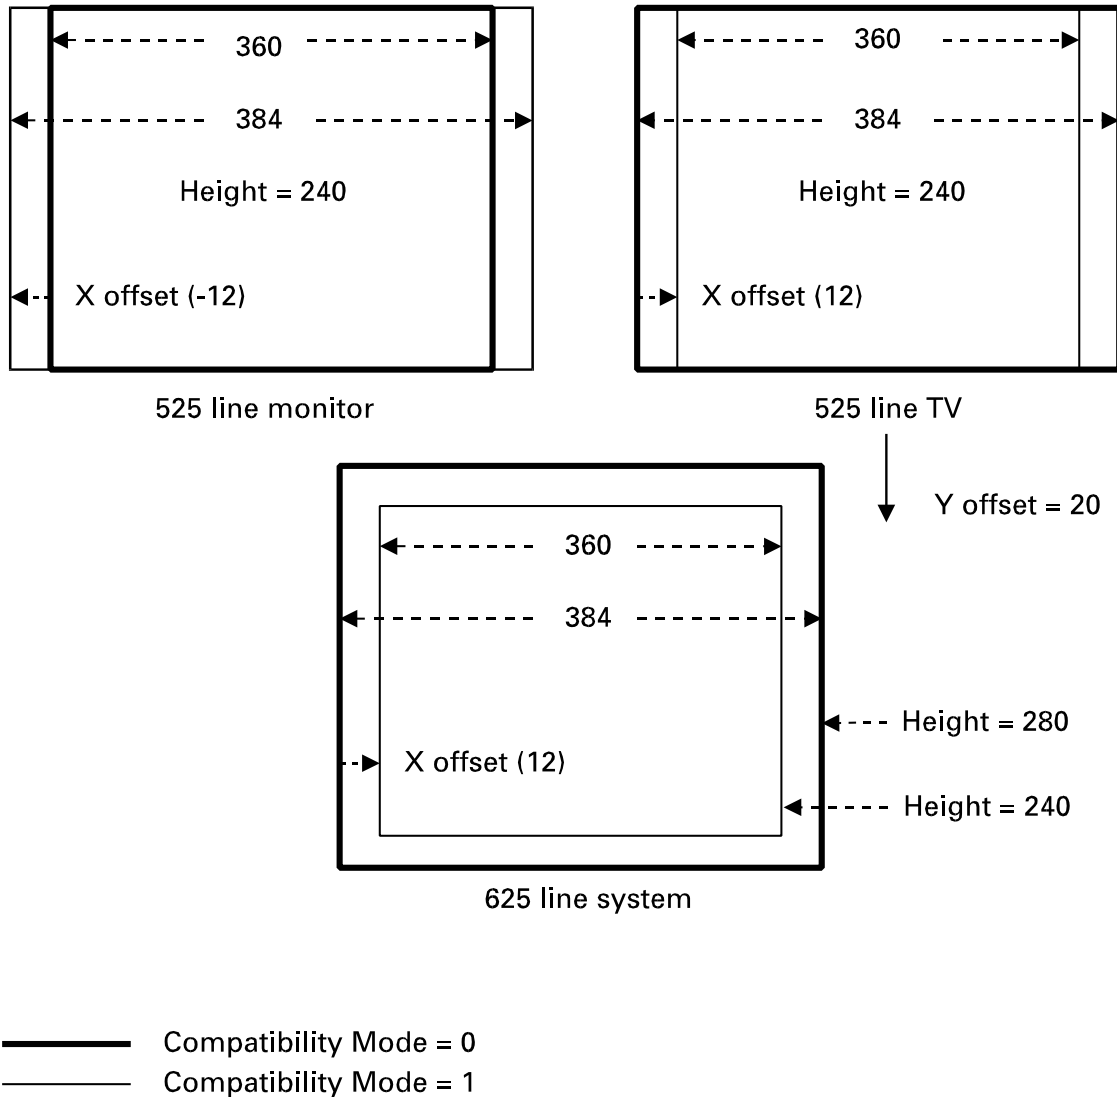 360
384
Height = 240
X offset (-12)
525 line monitor
360
384
Height = 240
X offset (12)
525 line TV
Y offset = 20
360
384
Height = 280
X offset (12)
Height = 240
625 line system
Compatibility Mode = 0
Compatibility Mode = 1